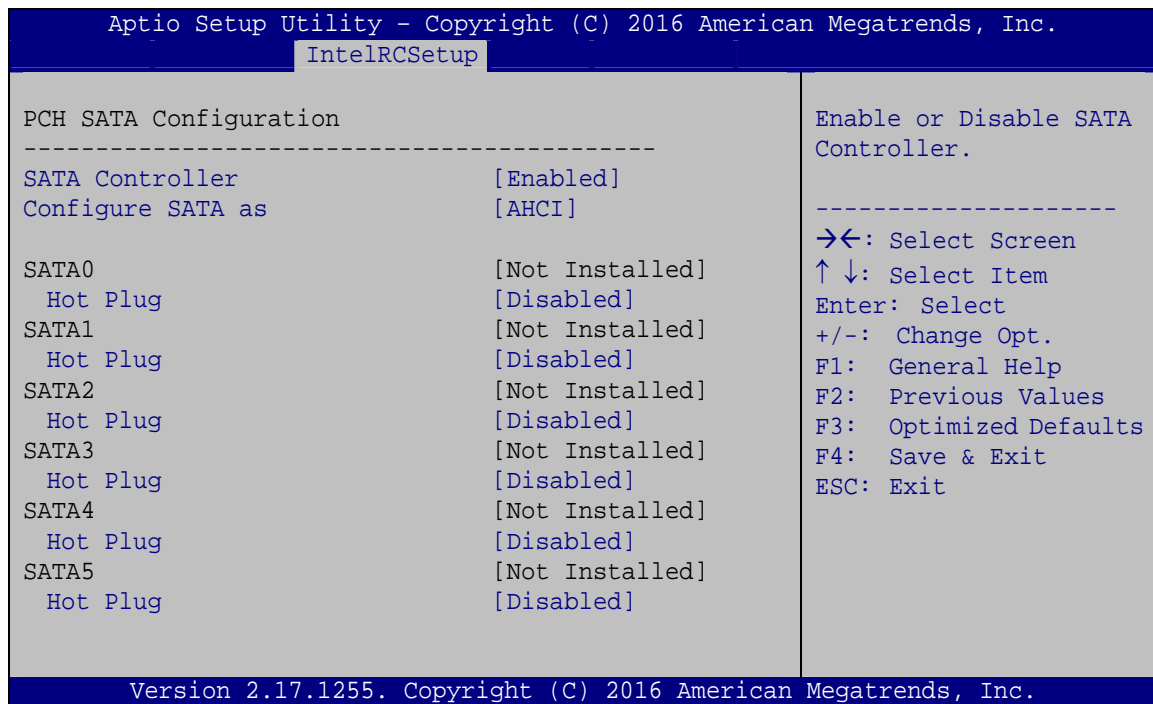 Aptio Setup Utility – Copyright (C) 2016 American Megatrends, Inc.
IntelRCSetup
PCH SATA Configuration
--------------------------------------------
SATA Controller [Enabled]
Configure SATA as [AHCI]
SATA0 [Not Installed]
Hot Plug [Disabled]
SATA1 [Not Installed]
Hot Plug [Disabled]
SATA2 [Not Installed]
Hot Plug [Disabled]
SATA3 [Not Installed]
Hot Plug [Disabled]
SATA4 [Not Installed]
Hot Plug [Disabled]
SATA5 [Not Installed]
Hot Plug [Disabled]
Enable or Disable SATA
Controller.
---------------------
→←: Select Screen
↑ ↓: Select Item
Enter: Select
+/-: Change Opt.
F1: General Help
F2: Previous Values
F3: Optimized Defaults
F4: Save & Exit
ESC: Exit
Version 2.17.1255. Copyright (C) 2016 American Megatrends, Inc.